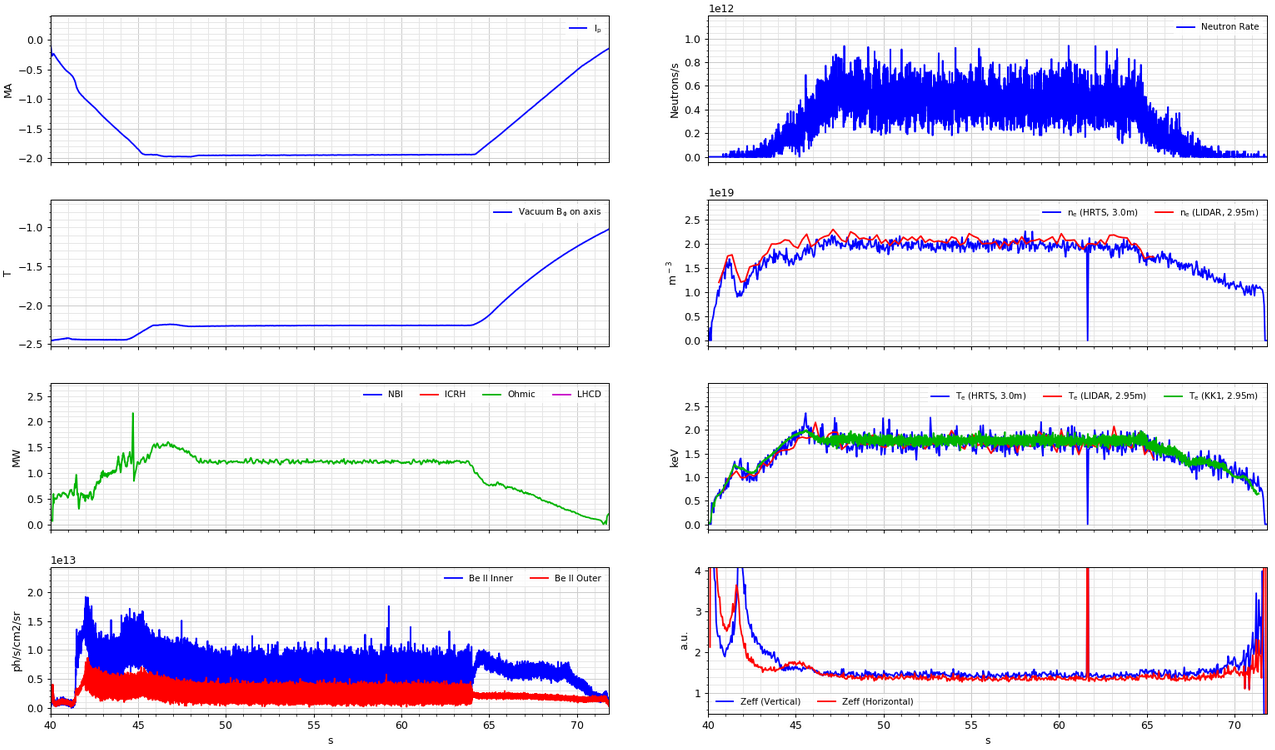 I_p
0.0
−0.5
−1.0
−1.5
−2.0
MA
1e12
Neutron Rate
1.0
0.8
0.6
0.4
0.2
0.0
Neutrons/s
Vacuum B_Φ on axis
−1.0
−1.5
−2.0
−2.5
T
1e19
n_e (HRTS, 3.0m) n_e (LIDAR, 2.95m)
2.5
2.0
1.5
1.0
0.5
0.0
m^−3
NBI ICRH Ohmic LHCD
2.5
2.0
1.5
1.0
0.5
0.0
MW
T_e (HRTS, 3.0m) T_e (LIDAR, 2.95m) T_e (KK1, 2.95m)
2.5
2.0
1.5
1.0
0.5
0.0
keV
1e13
Be II Inner Be II Outer
2.0
1.5
1.0
0.5
0.0
ph/s/cm2/sr
40 45 50 55 60 65 70
s
4
3
2
1
a.u.
Zeff (Vertical) Zeff (Horizontal)
40 45 50 55 60 65 70
s